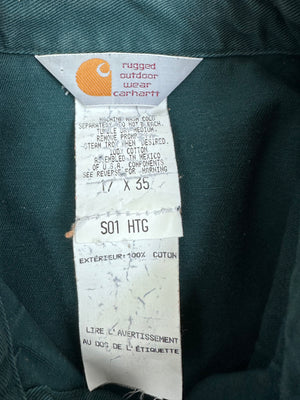 rugged
outdoor
wear
carhartt
MACHINE WASH COLD
SEPARATELY. DO NOT BLEACH.
TUMBLE DRY MEDIUM.
REMOVE PROMPTLY.
STEAM IRON WHEN DESIRED.
100% COTTON
ASSEMBLED IN MEXICO
OF U.S. COMPONENTS
SEE REVERSE FOR WARNING
17 X 35
S01 HTG
EXTÉRIEUR: 100% COTON
LIRE L'AVERTISSEMENT
AU DOS DE L'ÉTIQUETTE